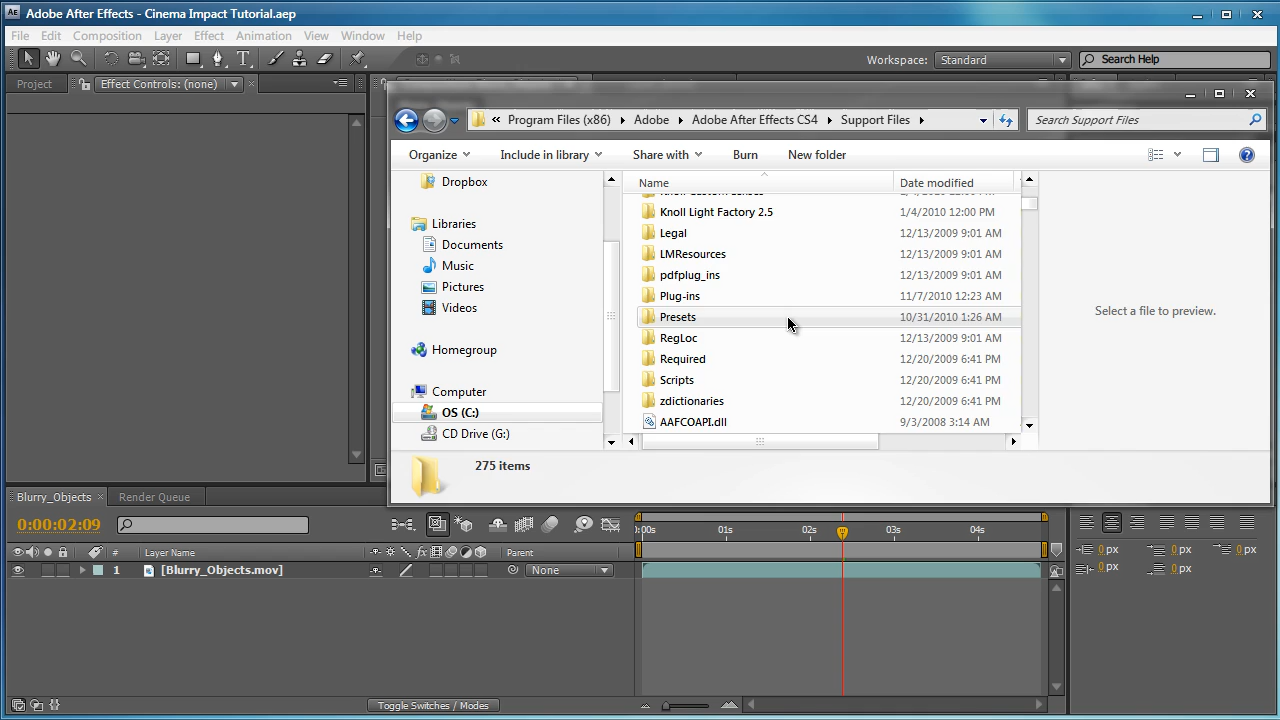 Adobe After Effects - Cinema Impact Tutorial.aep
File Edit Composition Layer Effect Animation View Window Help
Workspace: Standard Search Help
Project Effect Controls: (none)
Program Files (x86) Adobe Adobe After Effects CS4 Support Files Search Support Files
Organize Include in library Share with Burn New folder
Dropbox
Libraries
Documents
Music
Pictures
Videos
Homegroup
Computer
OS (C:)
CD Drive (G:)
Name Date modified
Knoll Light Factory 2.5 1/4/2010 12:00 PM
Legal 12/13/2009 9:01 AM
LMResources 12/13/2009 9:01 AM
pdfplug_ins 12/13/2009 9:01 AM
Plug-ins 11/7/2010 12:23 AM
Presets 10/31/2010 1:26 AM
RegLoc 12/13/2009 9:01 AM
Required 12/20/2009 6:41 PM
Scripts 12/20/2009 6:41 PM
zdictionaries 12/20/2009 6:41 PM
AAFCOAPI.dll 9/3/2008 3:14 AM
Select a file to preview.
275 items
Blurry_Objects Render Queue
0:00:02:09
:00s 01s 02s 03s 04s
# Layer Name Parent
1 [Blurry_Objects.mov] None
0 px 0 px 0 px
0 px 0 px
Toggle Switches / Modes